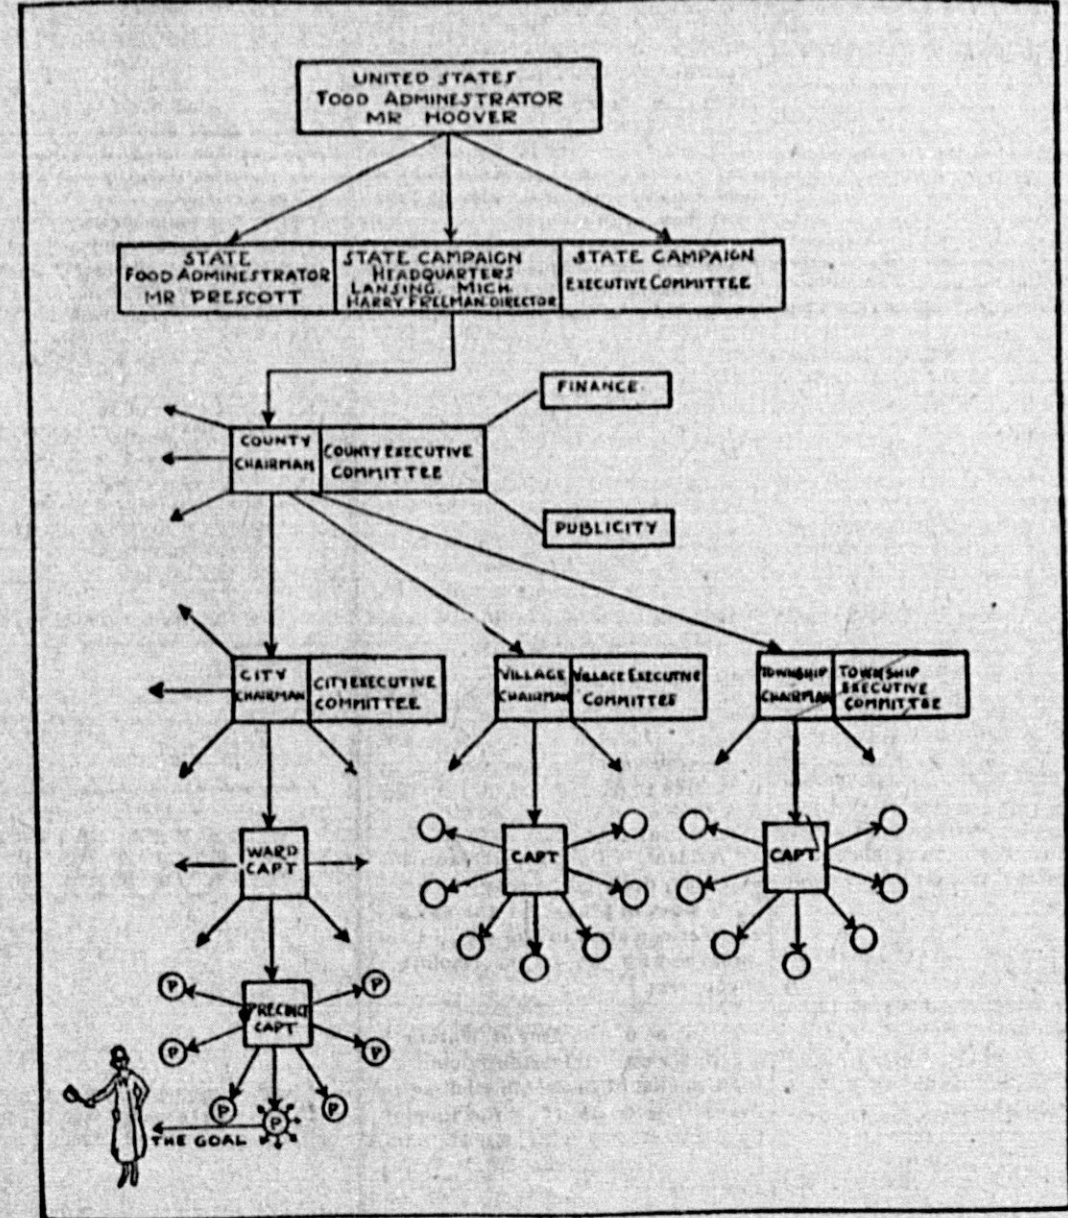 UNITED STATES
FOOD ADMINESTRATOR
MR HOOVER
STATE
FOOD ADMINESTRATOR
MR PRESCOTT
STATE CAMPAIGN
HEADQUARTERS
LANSING, MICH
HARRY FREEMAN. DIRECTOR
STATE CAMPAIGN
EXECUTIVE COMMITTEE
FINANCE.
COUNTY
CHAIRMAN
COUNTY EXECUTIVE
COMMITTEE
PUBLICITY
CITY
CHAIRMAN
CITY EXECUTIVE
COMMITTEE
VILLAGE
CHAIRMAN
VILLAGE EXECUTIVE
COMMITTEE
TOWNSHIP
CHAIRMAN
TOWNSHIP
EXECUTIVE
COMMITTEE
WARD
CAPT
CAPT
CAPT
P
P
PRECINCT
CAPT
P
P
P
P
P
THE GOAL